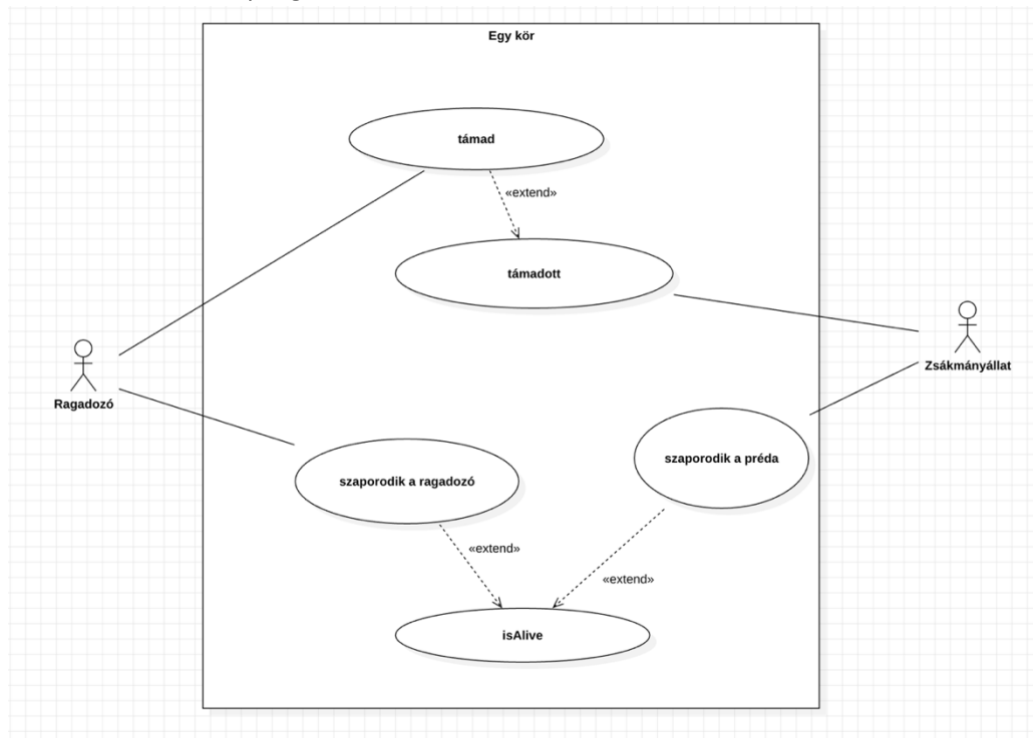 Egy kör
támad
«extend»
támadott
Zsákmányállat
Ragadozó
szaporodik a préda
szaporodik a ragadozó
«extend»
«extend»
isAlive